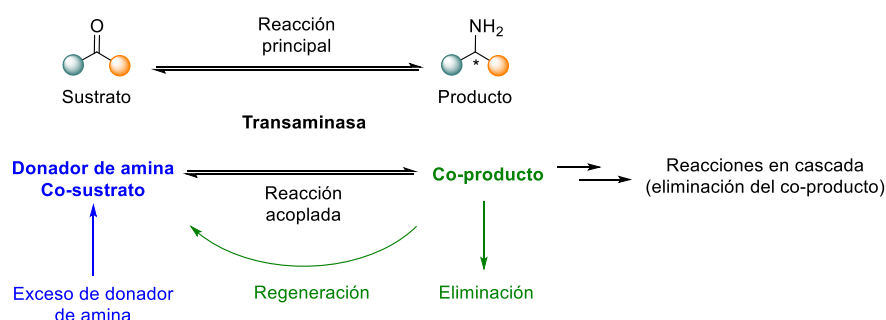 O
NH2
Reacción
principal
*
Sustrato
Producto
Transaminasa
Donador de amina
Co-sustrato
Reacción
acoplada
Co-producto
Reacciones en cascada
(eliminación del co-producto)
Exceso de donador
de amina
Regeneración
Eliminación